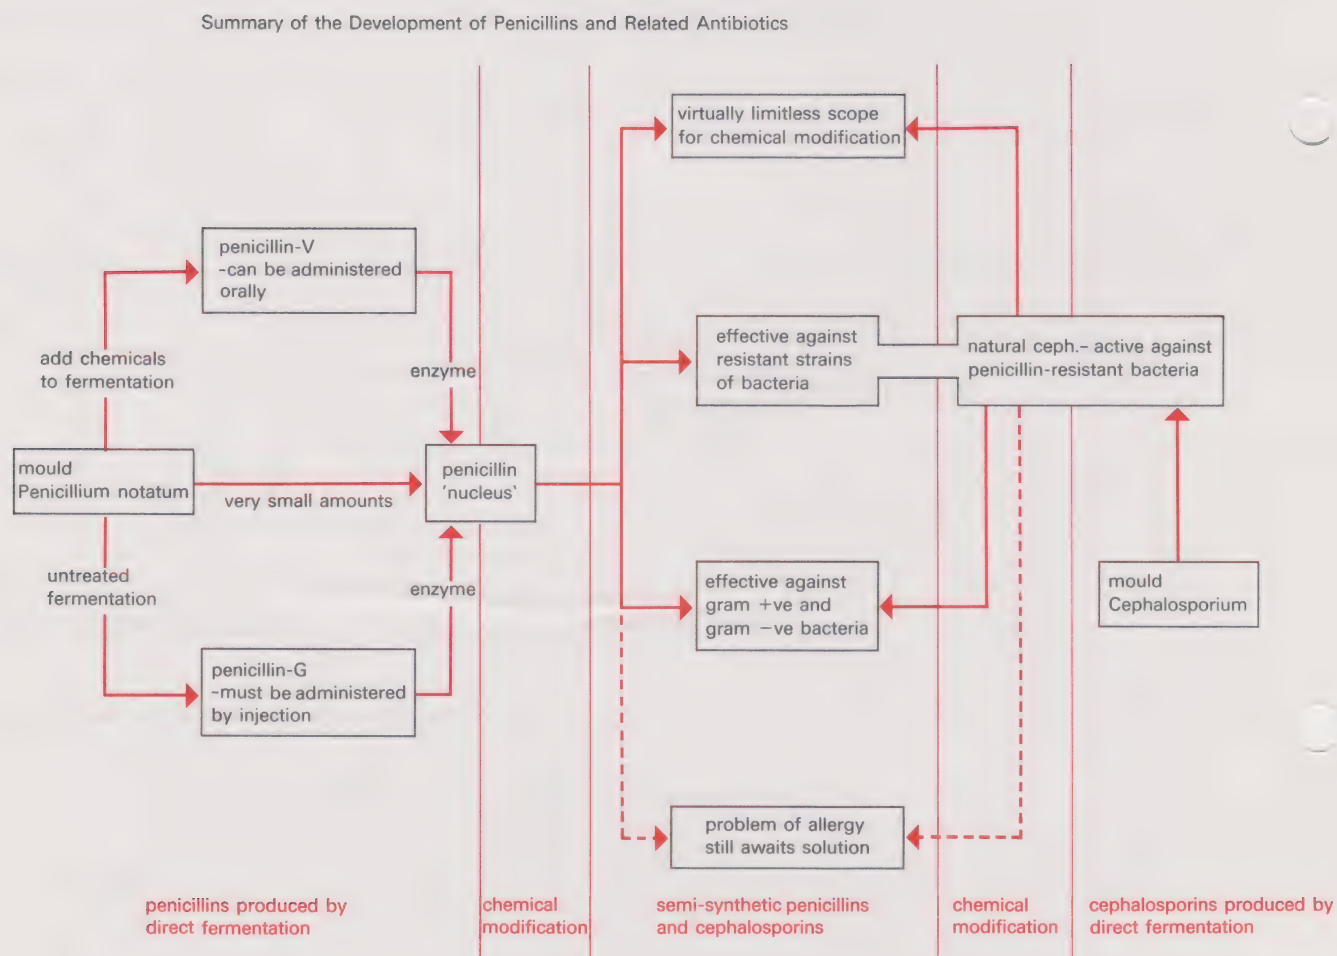 Summary of the Development of Penicillins and Related Antibiotics
virtually limitless scope
for chemical modification
penicillin-V
-can be administered
orally
add chemicals
to fermentation
enzyme
effective against
resistant strains
of bacteria
natural ceph.- active against
penicillin-resistant bacteria
mould
Penicillium notatum
very small amounts
penicillin
'nucleus'
untreated
fermentation
enzyme
effective against
gram +ve and
gram -ve bacteria
mould
Cephalosporium
penicillin-G
-must be administered
by injection
problem of allergy
still awaits solution
penicillins produced by
direct fermentation
chemical
modification
semi-synthetic penicillins
and cephalosporins
chemical
modification
cephalosporins produced by
direct fermentation